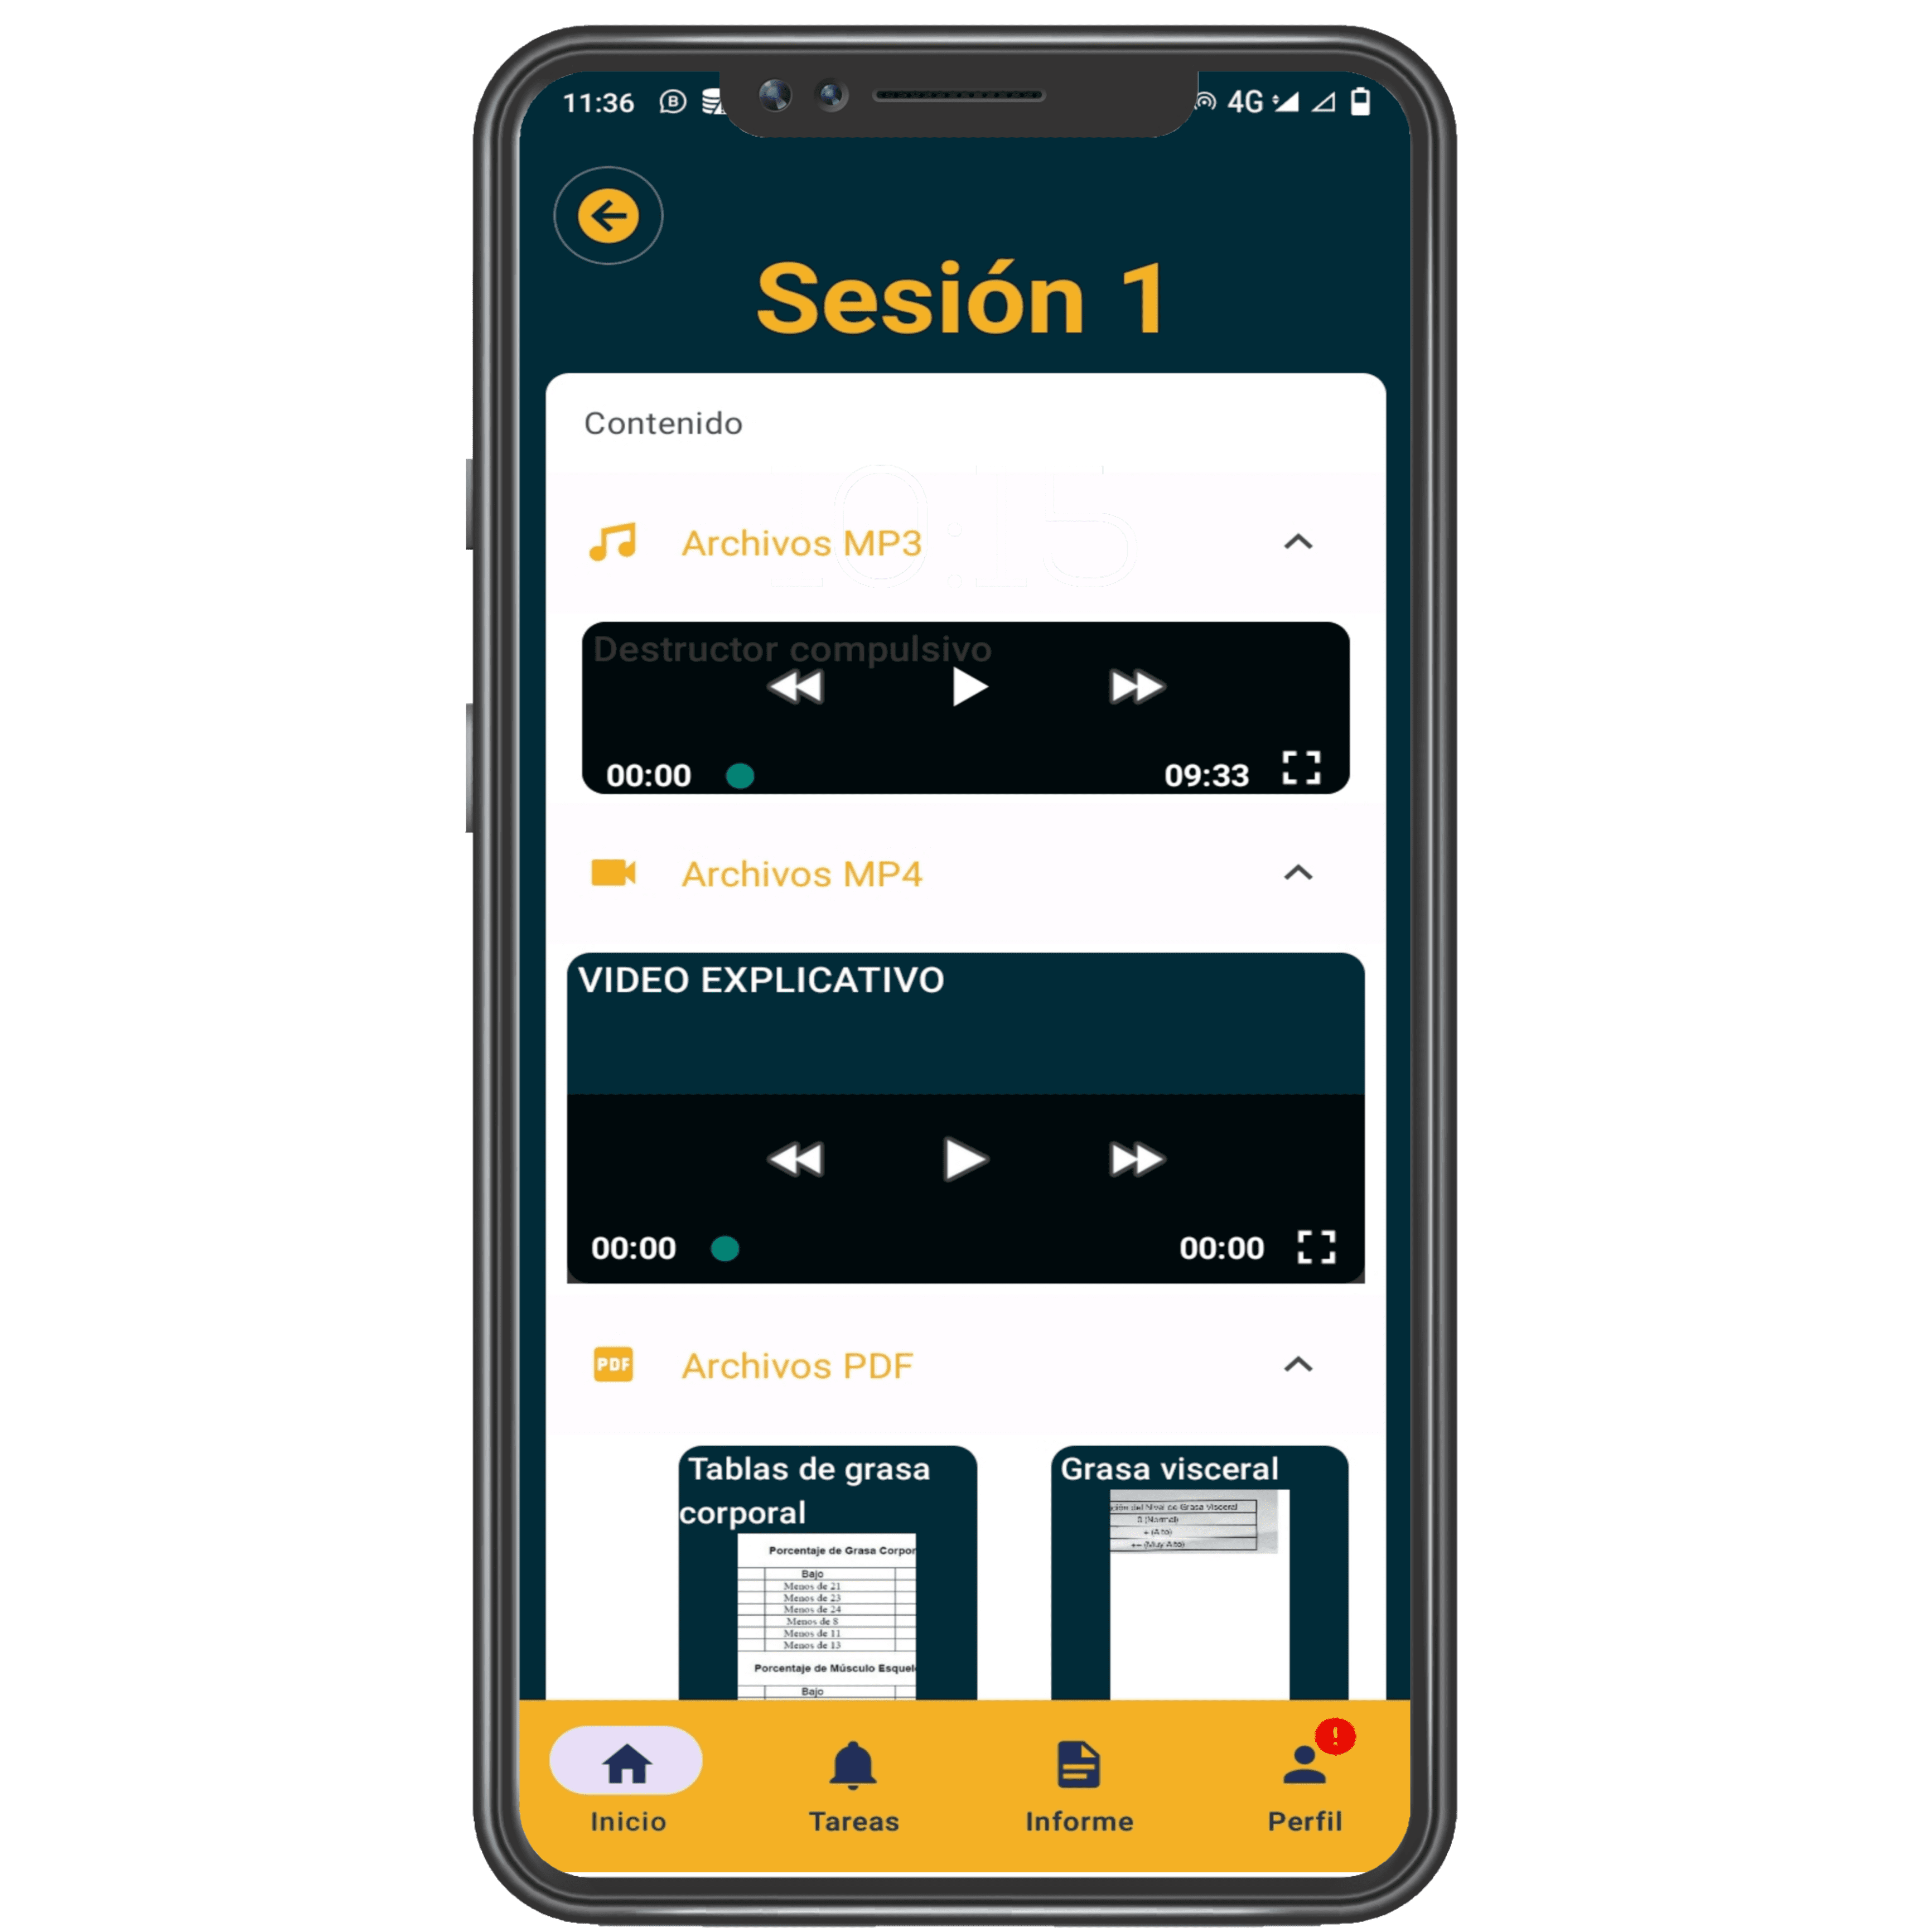 11:36
4G
Sesión 1
Contenido
10:15
Archivos MP3
Destructor compulsivo
00:00
09:33
Archivos MP4
VIDEO EXPLICATIVO
00:00
00:00
PDF
Archivos PDF
Tablas de grasa
corporal
Porcentaje de Grasa Corpor
Bajo
Menos de 21
Menos de 23
Menos de 24
Menos de 8
Menos de 11
Menos de 13
Porcentaje de Músculo Esquel
Bajo
Grasa visceral
del Nivel de Grasa Visceral
0 (Normal)
+ (Alto)
++ (Muy Alto)
!
Inicio
Tareas
Informe
Perfil